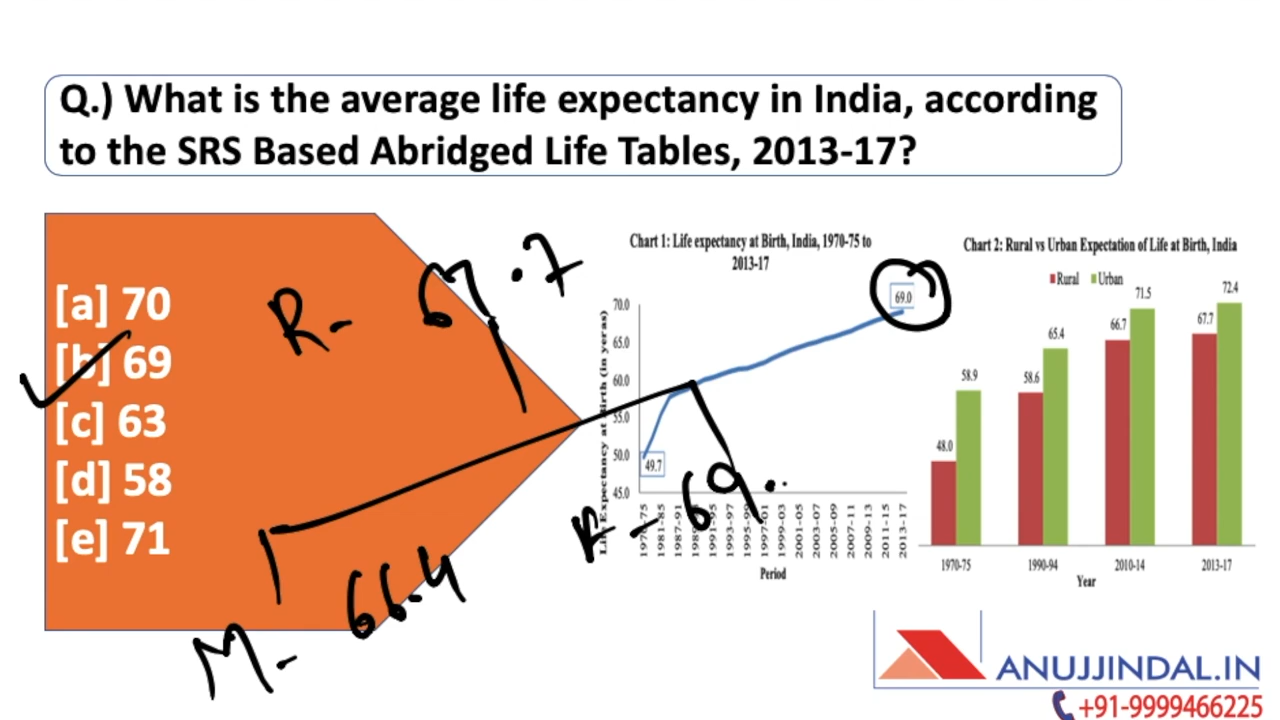 Q.) What is the average life expectancy in India, according
to the SRS Based Abridged Life Tables, 2013-17?
[a] 70
[b] 69
[c] 63
[d] 58
[e] 71
R- 69.7
M- 66.4
F- 69.
Chart 1: Life expectancy at Birth, India, 1970-75 to
2013-17
Life Expectancy at Birth (in yeras)
70.0
65.0
60.0
55.0
50.0
45.0
69.0
49.7
1970-75
1981-85
1987-91
1991-95
1993-97
1995-99
1997-01
1999-03
2001-05
2003-07
2005-09
2007-11
2009-13
2011-15
2013-17
Period
Chart 2: Rural vs Urban Expectation of Life at Birth, India
Rural Urban
48.0
58.9
58.6
65.4
66.7
71.5
67.7
72.4
1970-75
1990-94
2010-14
2013-17
Year
ANUJJINDAL.IN
+91-9999466225